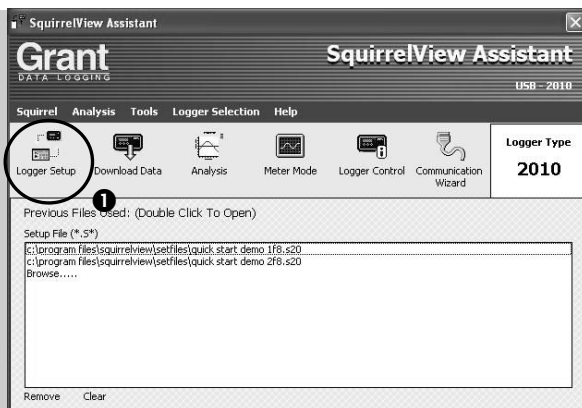 SquirrelView Assistant
Grant
DATA LOGGING
SquirrelView Assistant
USB - 2010
Squirrel Analysis Tools Logger Selection Help
Logger Setup Download Data Analysis Meter Mode Logger Control Communication Wizard
Logger Type
2010
1
Previous Files Used: (Double Click To Open)
Setup File (*.S*)
c:\program files\squirrelview\setfiles\quick start demo 1f8.s20
c:\program files\squirrelview\setfiles\quick start demo 2f8.s20
Browse.....
Remove Clear